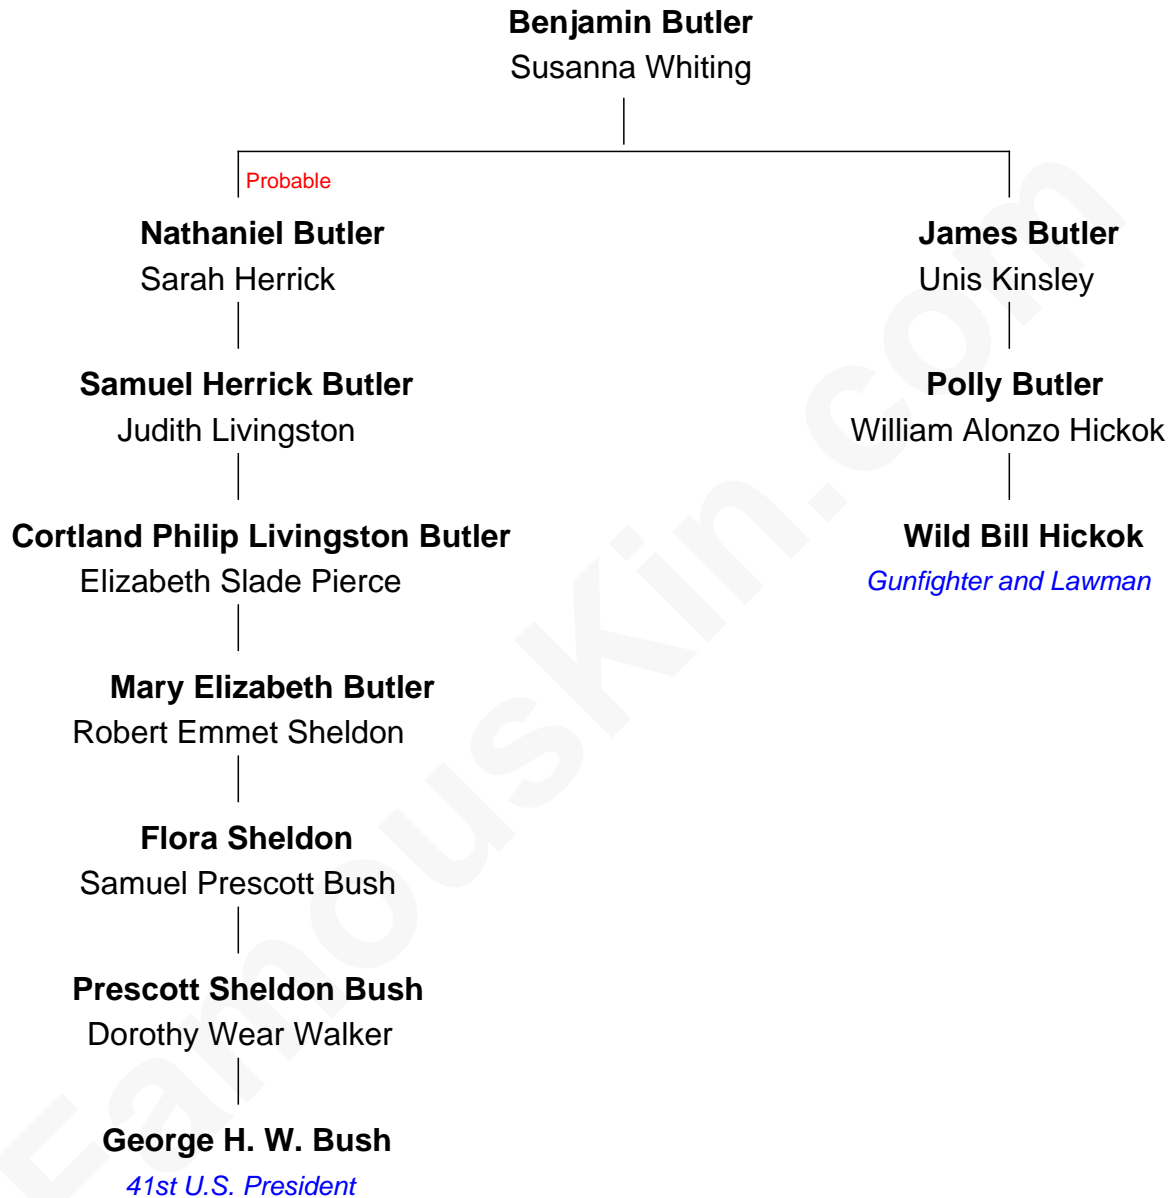 Benjamin Butler
Susanna Whiting
Probable
Nathaniel Butler
Sarah Herrick
James Butler
Unis Kinsley
Samuel Herrick Butler
Judith Livingston
Polly Butler
William Alonzo Hickok
Cortland Philip Livingston Butler
Elizabeth Slade Pierce
Wild Bill Hickok
Gunfighter and Lawman
Mary Elizabeth Butler
Robert Emmet Sheldon
Flora Sheldon
Samuel Prescott Bush
Prescott Sheldon Bush
Dorothy Wear Walker
George H. W. Bush
41st U.S. President
FamousKin.com